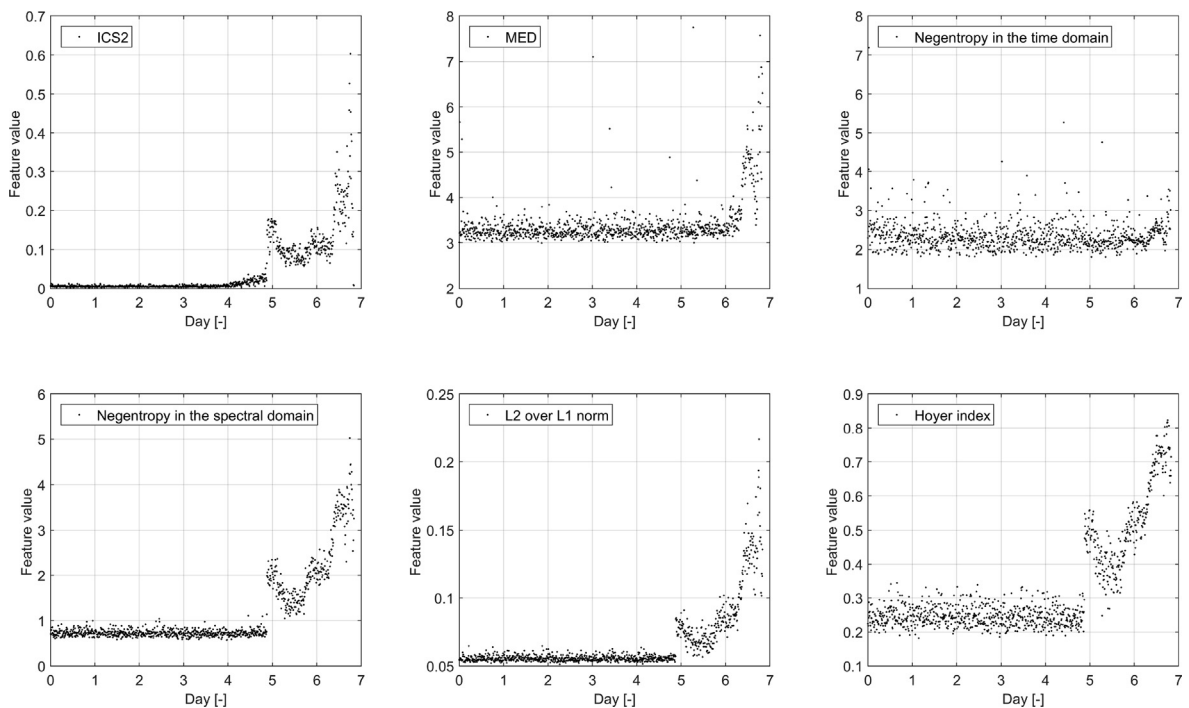 ICS2
Feature value
0.7
0.6
0.5
0.4
0.3
0.2
0.1
0
0 1 2 3 4 5 6 7
Day [-]
MED
Feature value
8
7
6
5
4
3
2
0 1 2 3 4 5 6 7
Day [-]
Negentropy in the time domain
Feature value
8
7
6
5
4
3
2
1
0 1 2 3 4 5 6 7
Day [-]
Negentropy in the spectral domain
Feature value
6
5
4
3
2
1
0
0 1 2 3 4 5 6 7
Day [-]
L2 over L1 norm
Feature value
0.25
0.2
0.15
0.1
0.05
0 1 2 3 4 5 6 7
Day [-]
Hoyer index
Feature value
0.9
0.8
0.7
0.6
0.5
0.4
0.3
0.2
0.1
0 1 2 3 4 5 6 7
Day [-]